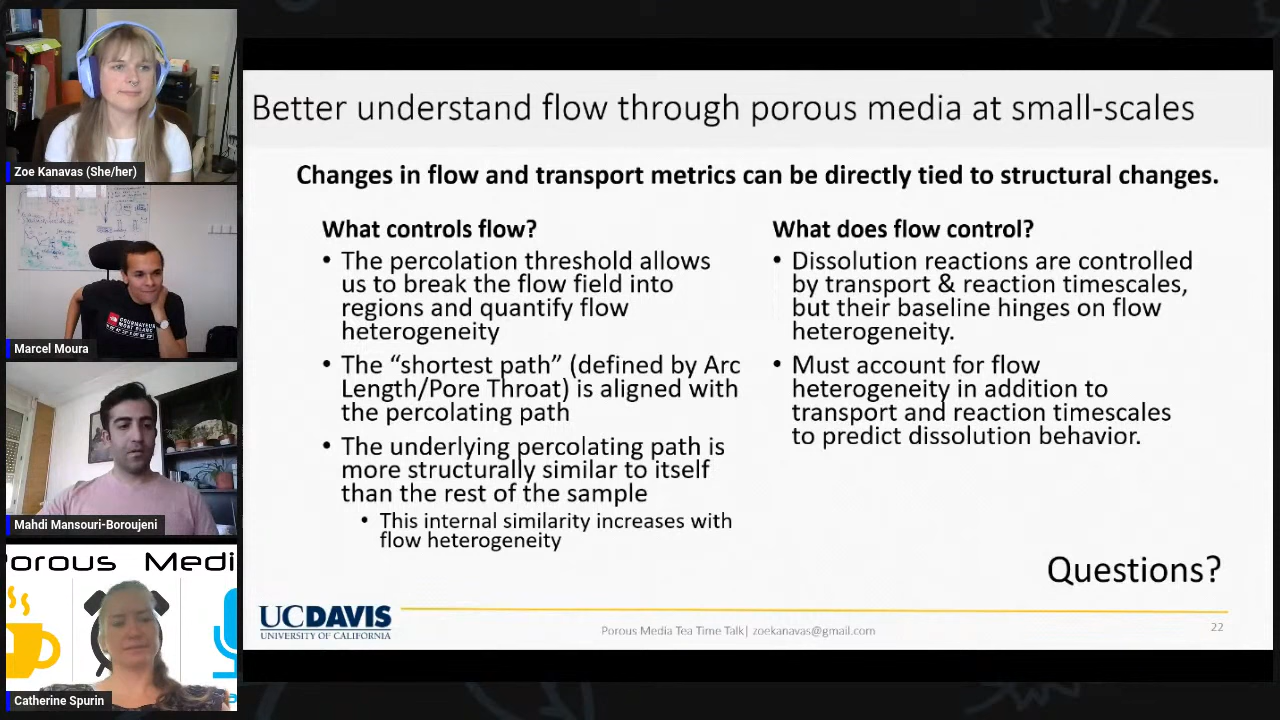 Zoe Kanavas (She/her)
Marcel Moura
Mahdi Mansouri-Boroujeni
Porous Medi
Catherine Spurin
Better understand flow through porous media at small-scales
Changes in flow and transport metrics can be directly tied to structural changes.
What controls flow?
• The percolation threshold allows
us to break the flow field into
regions and quantify flow
heterogeneity
• The “shortest path” (defined by Arc
Length/Pore Throat) is aligned with
the percolating path
• The underlying percolating path is
more structurally similar to itself
than the rest of the sample
• This internal similarity increases with
flow heterogeneity
What does flow control?
• Dissolution reactions are controlled
by transport & reaction timescales,
but their baseline hinges on flow
heterogeneity.
• Must account for flow
heterogeneity in addition to
transport and reaction timescales
to predict dissolution behavior.
Questions?
UCDAVIS
UNIVERSITY OF CALIFORNIA
Porous Media Tea Time Talk| zoekanavas@gmail.com
22